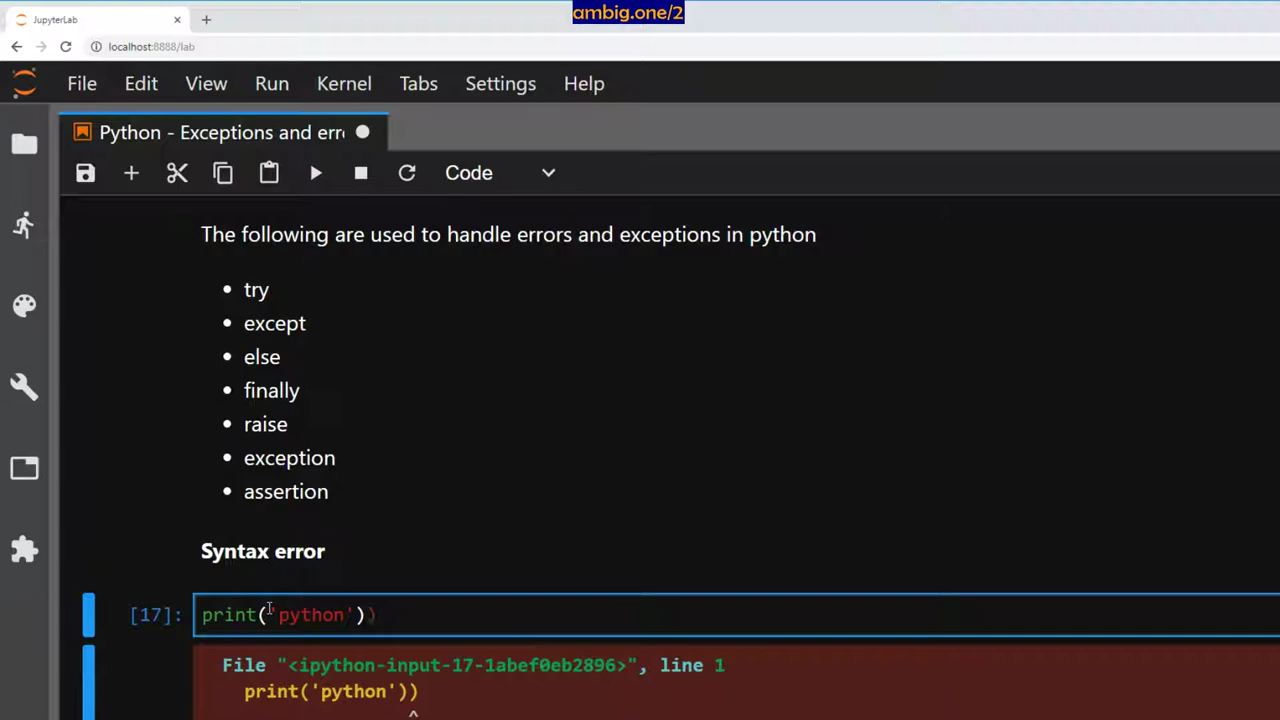 ambig.one/2
JupyterLab
localhost:8888/lab
File Edit View Run Kernel Tabs Settings Help
Python - Exceptions and erro
Code
The following are used to handle errors and exceptions in python
• try
• except
• else
• finally
• raise
• exception
• assertion
Syntax error
[17]: print('python'))
File "<ipython-input-17-1abef0eb2896>", line 1
print('python'))
^